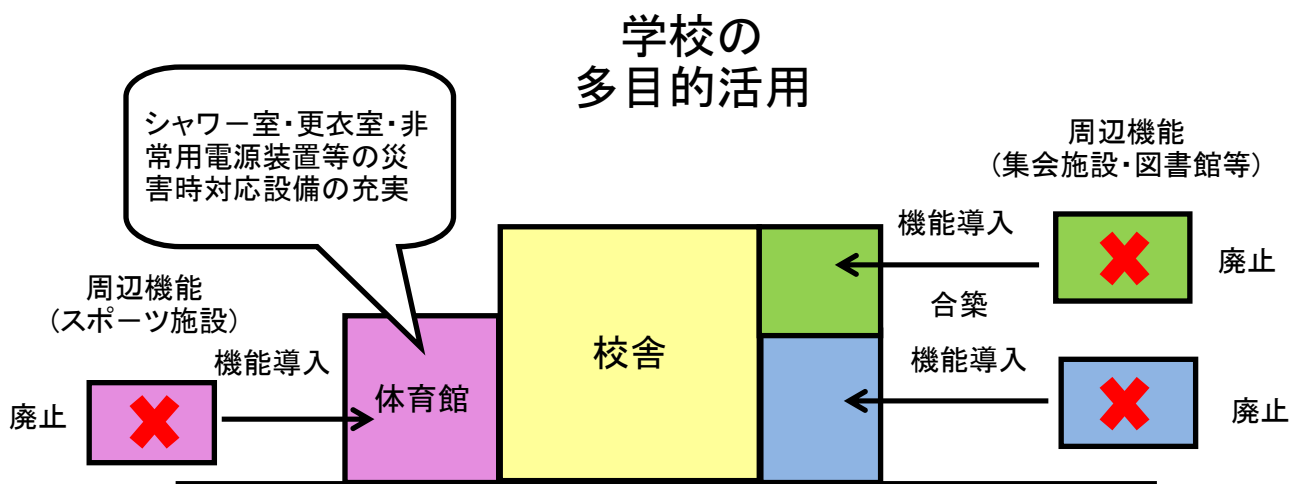 学校の
多目的活用
シャワー室・更衣室・非
常用電源装置等の災
害時対応設備の充実
周辺機能
(集会施設・図書館等)
機能導入
廃止
合築
周辺機能
(スポーツ施設)
機能導入
校舎
機能導入
体育館
廃止
廃止